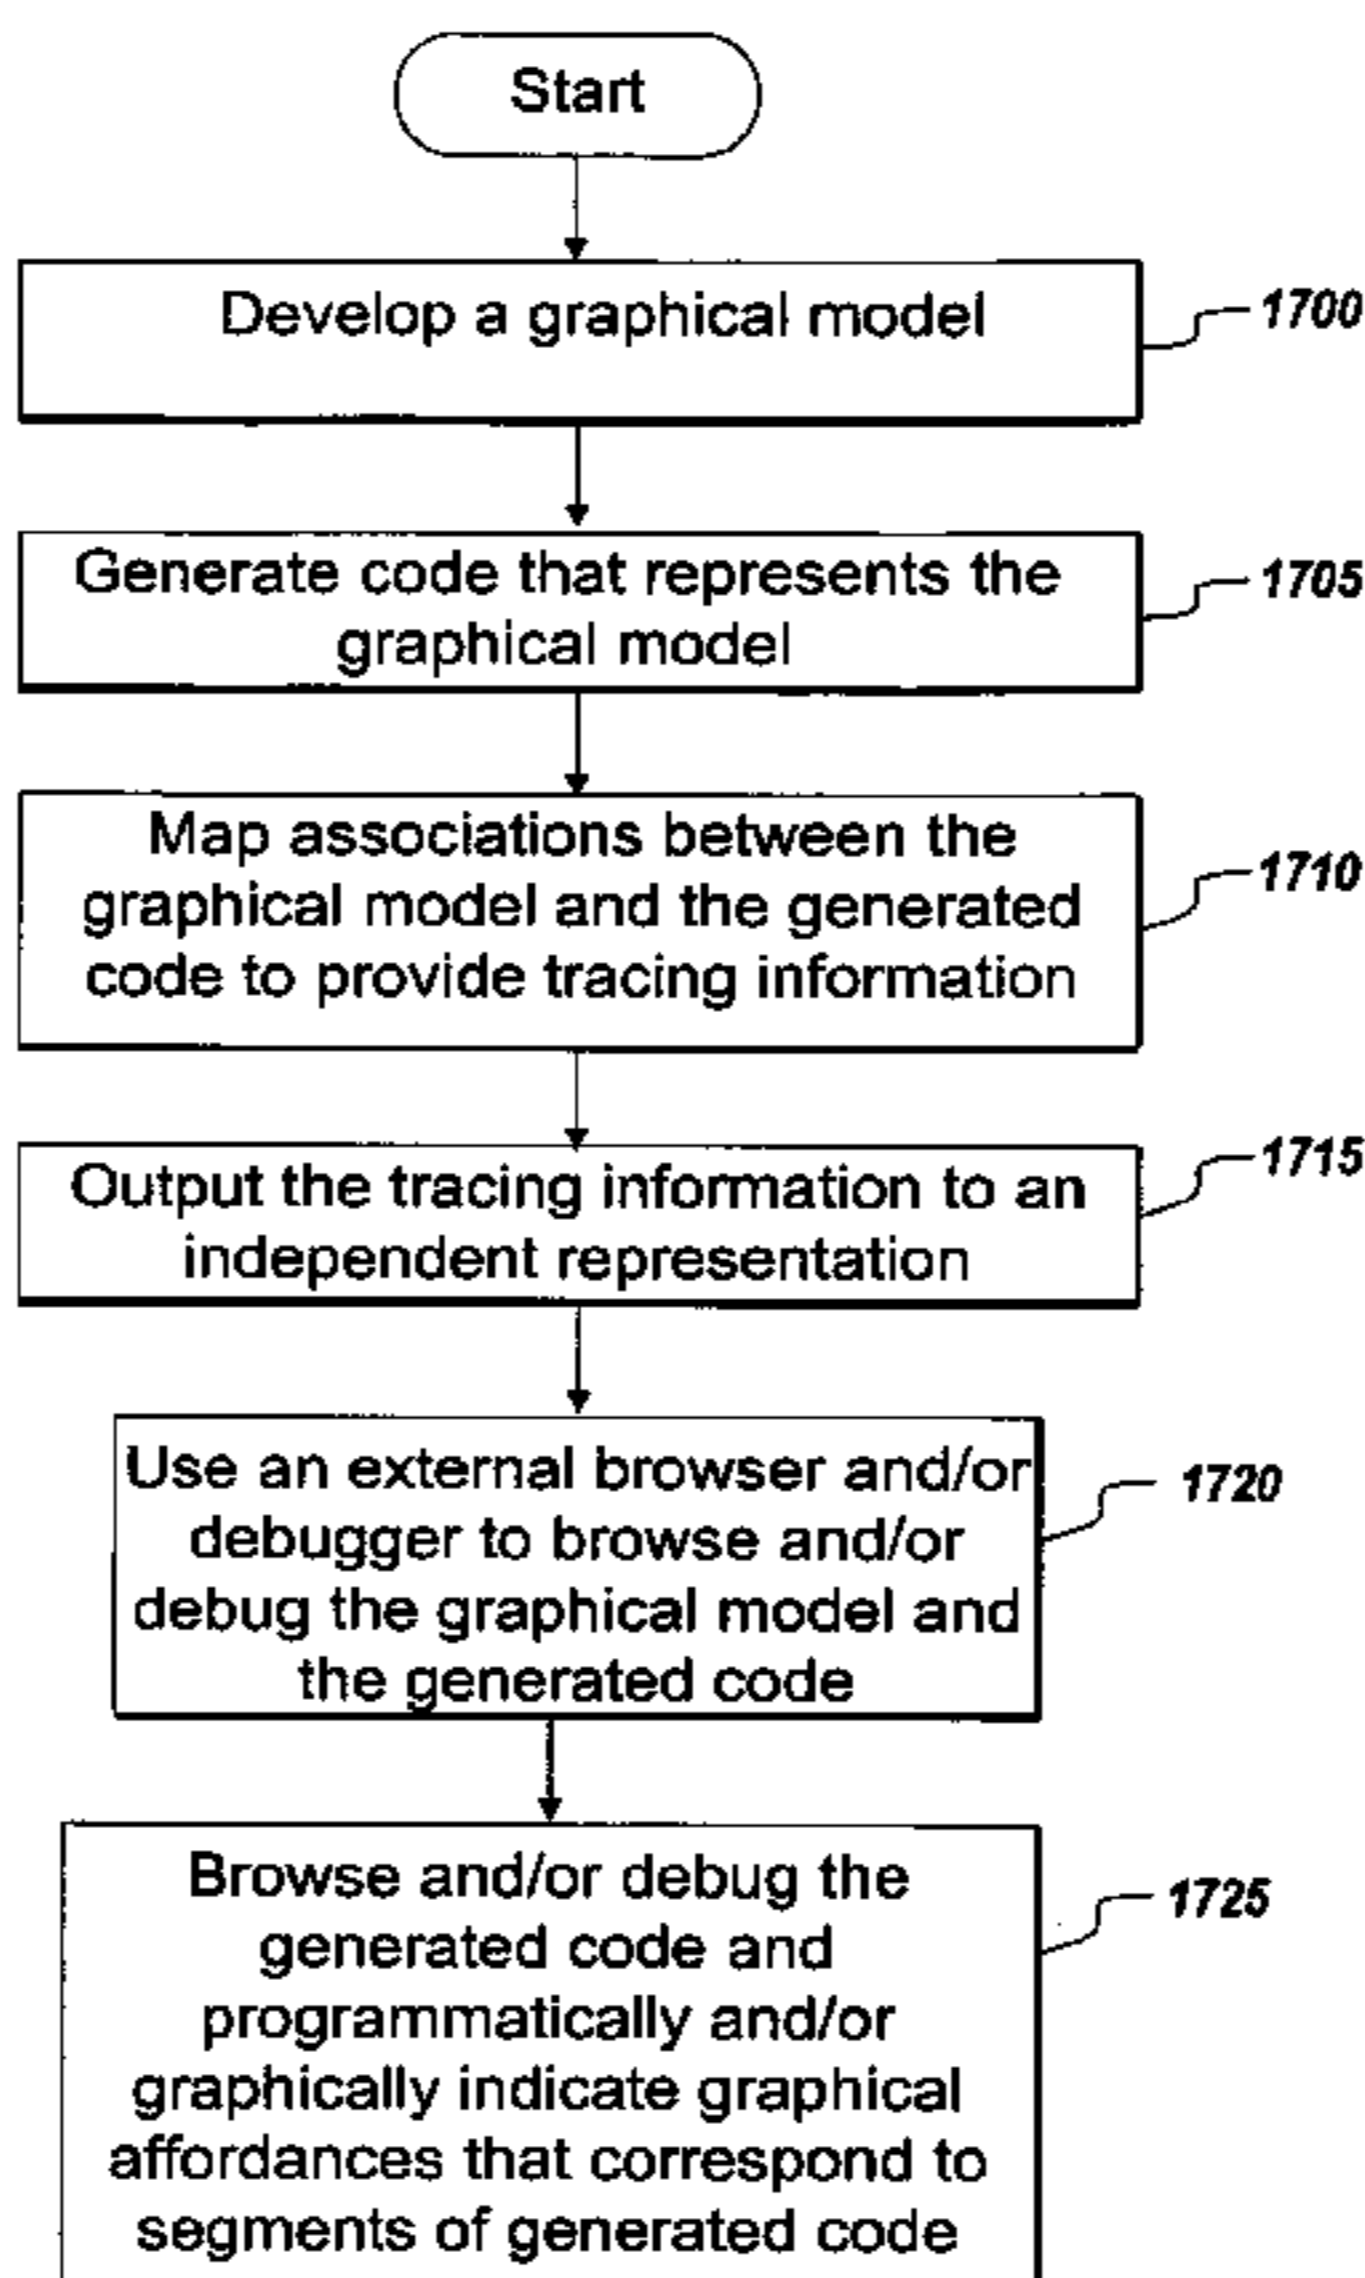 Start
Develop a graphical model
1700
Generate code that represents the
graphical model
1705
Map associations between the
graphical model and the generated
code to provide tracing information
1710
Output the tracing information to an
independent representation
1715
Use an external browser and/or
debugger to browse and/or
debug the graphical model and
the generated code
1720
Browse and/or debug the
generated code and
programmatically and/or
graphically indicate graphical
affordances that correspond to
segments of generated code
1725